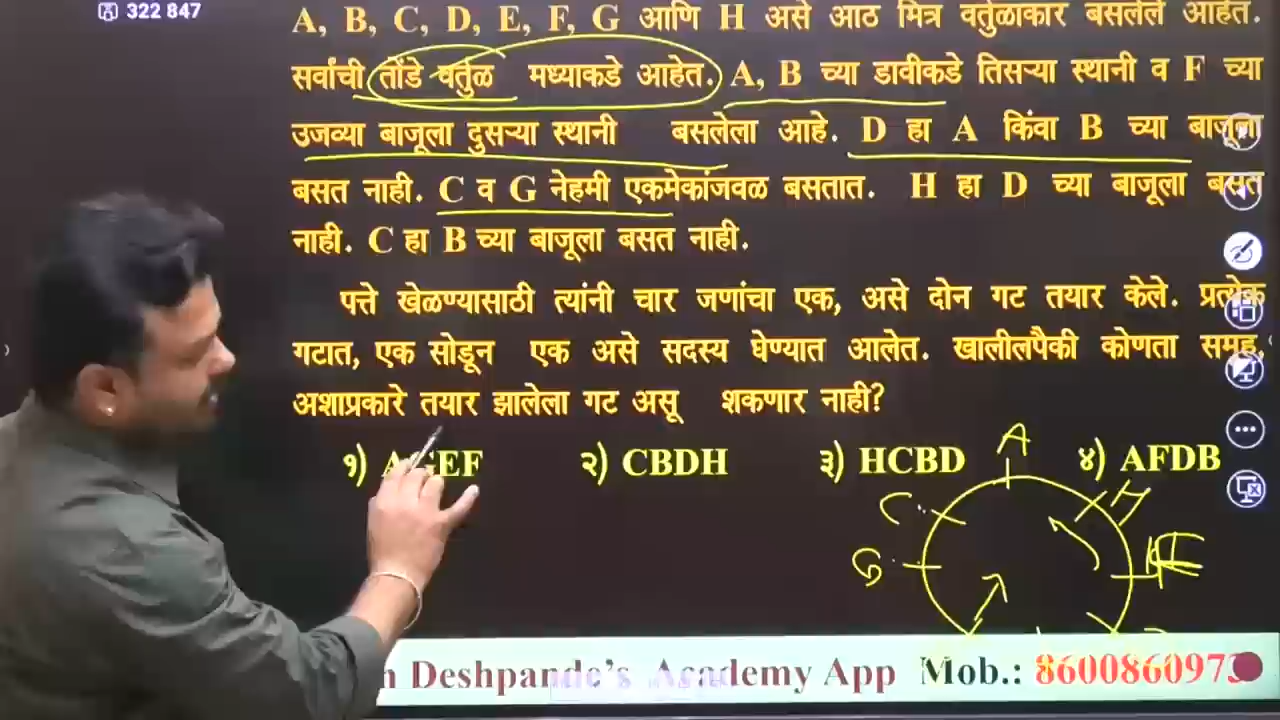 322 847
A, B, C, D, E, F, G आणि H असे आठ मित्र वर्तुळाकार बसलेले आहेत.
सर्वांची तोंडे वर्तुळ मध्याकडे आहेत. A, B च्या डावीकडे तिसऱ्या स्थानी व F च्या
उजव्या बाजूला दुसऱ्या स्थानी बसलेला आहे. D हा A किंवा B च्या बाजूला
बसत नाही. C व G नेहमी एकमेकांजवळ बसतात. H हा D च्या बाजूला बसत
नाही. C हा B च्या बाजूला बसत नाही.
पत्ते खेळण्यासाठी त्यांनी चार जणांचा एक, असे दोन गट तयार केले. प्रत्येक
गटात, एक सोडून एक असे सदस्य घेण्यात आलेत. खालीलपैकी कोणता समूह,
अशाप्रकारे तयार झालेला गट असू शकणार नाही?
१) AGEF २) CBDH ३) HCBD ४) AFDB
A
C
H
G
E
Deshpande's Academy App Mob.: 8600860973